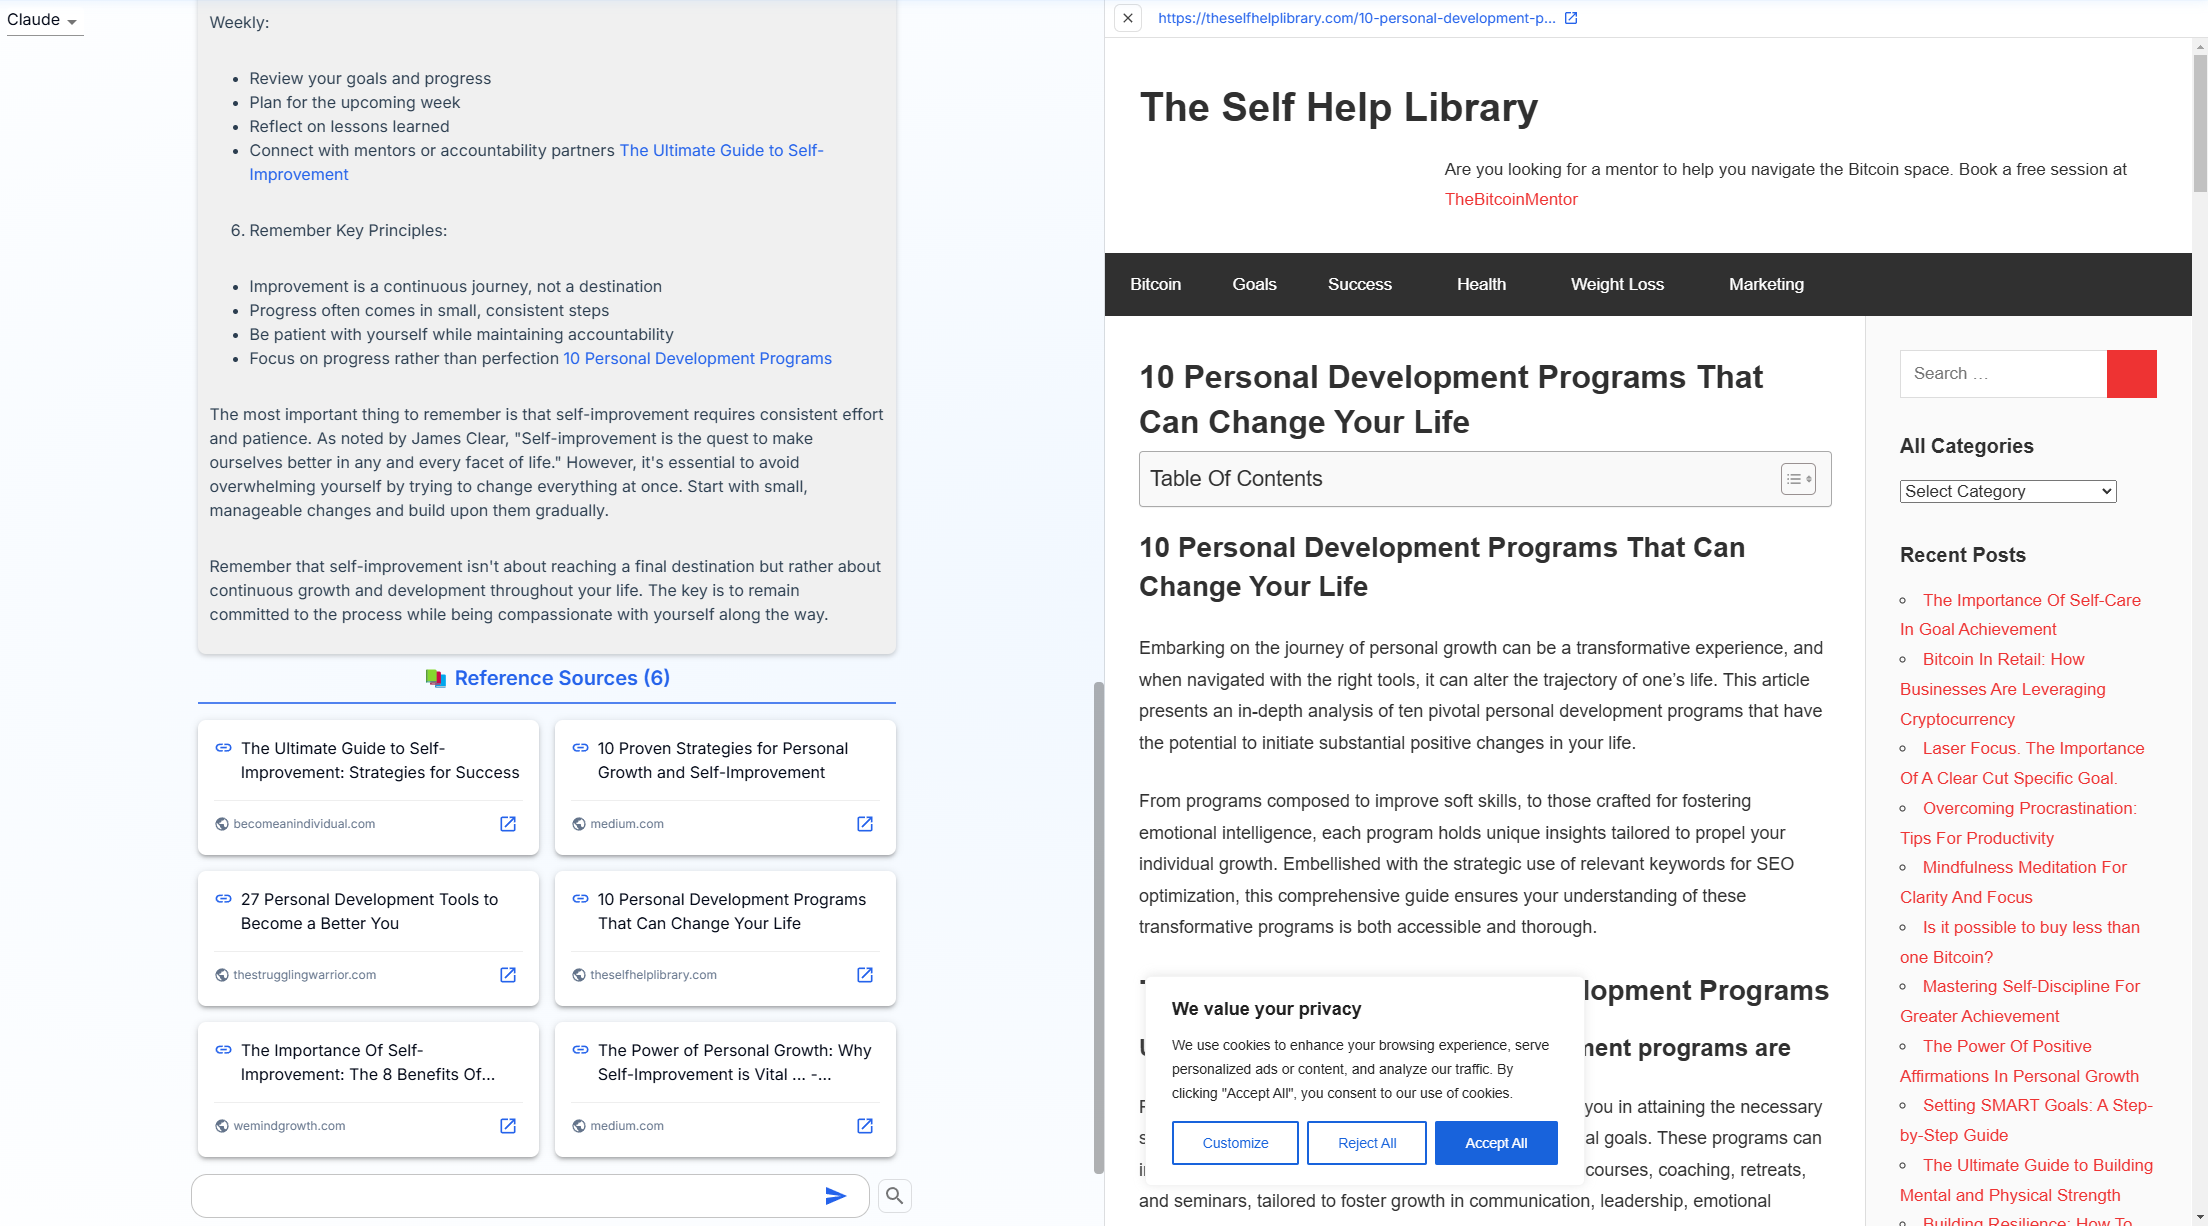 Claude
Weekly:
Review your goals and progress
Plan for the upcoming week
Reflect on lessons learned
Connect with mentors or accountability partners The Ultimate Guide to Self-
Improvement
6. Remember Key Principles:
Improvement is a continuous journey, not a destination
Progress often comes in small, consistent steps
Be patient with yourself while maintaining accountability
Focus on progress rather than perfection 10 Personal Development Programs
The most important thing to remember is that self-improvement requires consistent effort
and patience. As noted by James Clear, "Self-improvement is the quest to make
ourselves better in any and every facet of life." However, it's essential to avoid
overwhelming yourself by trying to change everything at once. Start with small,
manageable changes and build upon them gradually.
Remember that self-improvement isn't about reaching a final destination but rather about
continuous growth and development throughout your life. The key is to remain
committed to the process while being compassionate with yourself along the way.
Reference Sources (6)
The Ultimate Guide to Self-
Improvement: Strategies for Success
becomeanindividual.com
10 Proven Strategies for Personal
Growth and Self-Improvement
medium.com
27 Personal Development Tools to
Become a Better You
thestrugglingwarrior.com
10 Personal Development Programs
That Can Change Your Life
theselfhelplibrary.com
The Importance Of Self-
Improvement: The 8 Benefits Of...
wemindgrowth.com
The Power of Personal Growth: Why
Self-Improvement is Vital ... -...
medium.com
https://theselfhelplibrary.com/10-personal-development-p...
The Self Help Library
Are you looking for a mentor to help you navigate the Bitcoin space. Book a free session at
TheBitcoinMentor
Bitcoin Goals Success Health Weight Loss Marketing
10 Personal Development Programs That
Can Change Your Life
Table Of Contents
10 Personal Development Programs That Can
Change Your Life
Embarking on the journey of personal growth can be a transformative experience, and
when navigated with the right tools, it can alter the trajectory of one’s life. This article
presents an in-depth analysis of ten pivotal personal development programs that have
the potential to initiate substantial positive changes in your life.
From programs composed to improve soft skills, to those crafted for fostering
emotional intelligence, each program holds unique insights tailored to propel your
individual growth. Embellished with the strategic use of relevant keywords for SEO
optimization, this comprehensive guide ensures your understanding of these
transformative programs is both accessible and thorough.
lopment Programs
ment programs are
you in attaining the necessary
al goals. These programs can
courses, coaching, retreats,
and seminars, tailored to foster growth in communication, leadership, emotional
We value your privacy
We use cookies to enhance your browsing experience, serve
personalized ads or content, and analyze our traffic. By
clicking "Accept All", you consent to our use of cookies.
Customize Reject All Accept All
Search …
All Categories
Select Category
Recent Posts
The Importance Of Self-Care
In Goal Achievement
Bitcoin In Retail: How
Businesses Are Leveraging
Cryptocurrency
Laser Focus. The Importance
Of A Clear Cut Specific Goal.
Overcoming Procrastination:
Tips For Productivity
Mindfulness Meditation For
Clarity And Focus
Is it possible to buy less than
one Bitcoin?
Mastering Self-Discipline For
Greater Achievement
The Power Of Positive
Affirmations In Personal Growth
Setting SMART Goals: A Step-
by-Step Guide
The Ultimate Guide to Building
Mental and Physical Strength
Building Resilience: How To